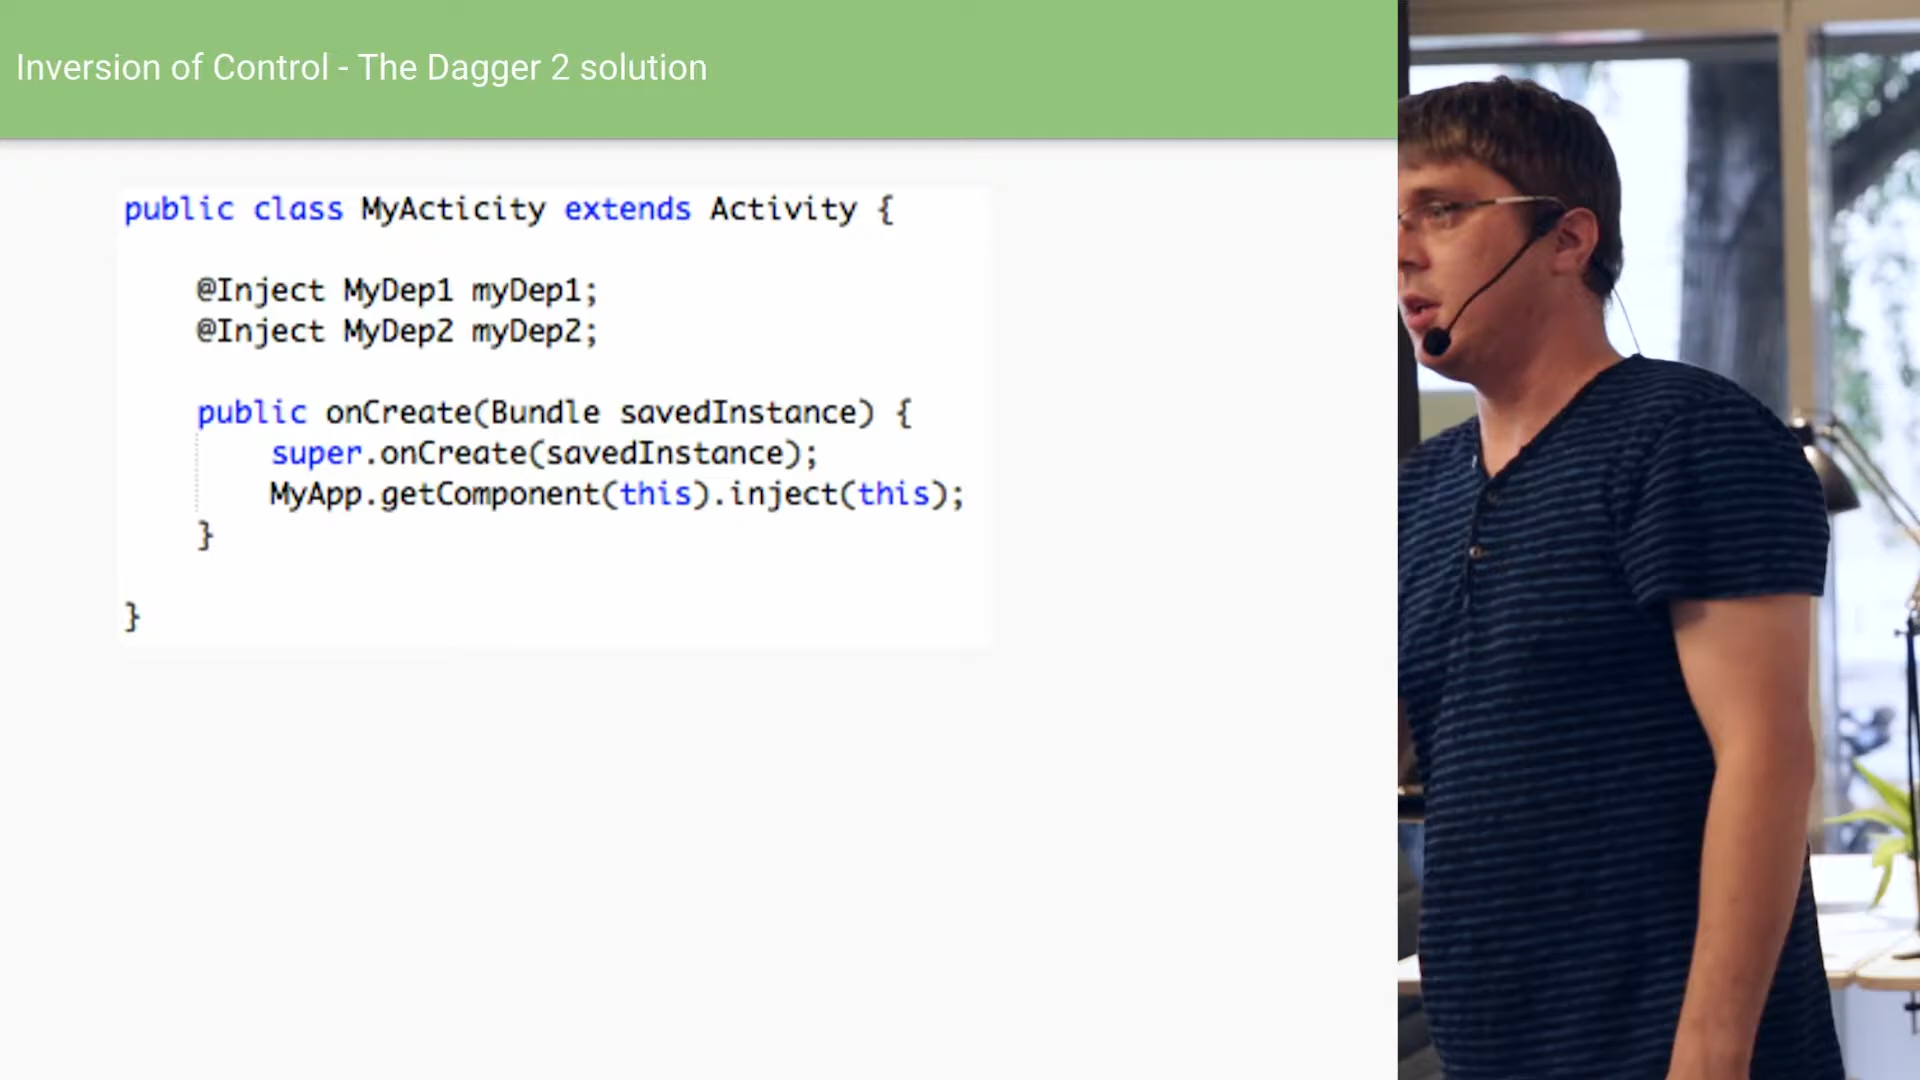 Inversion of Control - The Dagger 2 solution
public class MyActicity extends Activity {
@Inject MyDep1 myDep1;
@Inject MyDep2 myDep2;
public onCreate(Bundle savedInstance) {
super.onCreate(savedInstance);
MyApp.getComponent(this).inject(this);
}
}